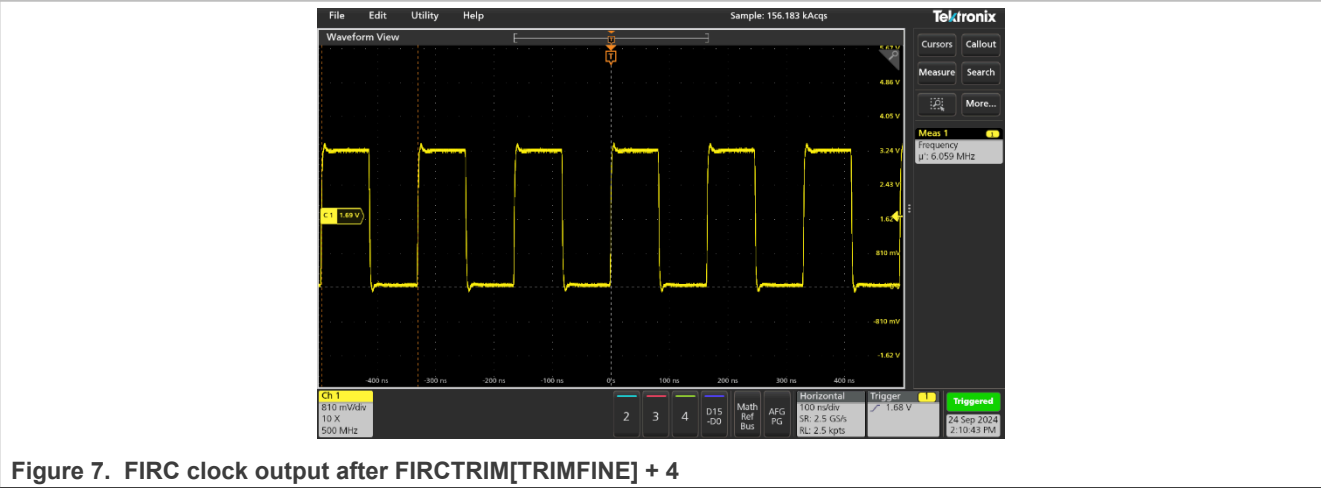 File Edit Utility Help Sample: 156.183 kAcqs Tektronix
Waveform View
Cursors Callout
Measure Search
More...
Meas 1 1
Frequency
µ': 6.059 MHz
T
5.67 V
4.86 V
4.05 V
3.24 V
2.43 V
C 1 1.69 V
1.62
810 mV
-810 mV
-1.62 V
-400 ns -300 ns -200 ns -100 ns 0 s 100 ns 200 ns 300 ns 400 ns
Ch 1
810 mV/div
10 X
500 MHz
2 3 4
D15
-D0
Math
Ref
Bus
AFG
PG
Horizontal
100 ns/div
SR: 2.5 GS/s
RL: 2.5 kpts
Trigger 1
1.68 V
Triggered
24 Sep 2024
2:10:43 PM
Figure 7. FIRC clock output after FIRCTRIM[TRIMFINE] + 4